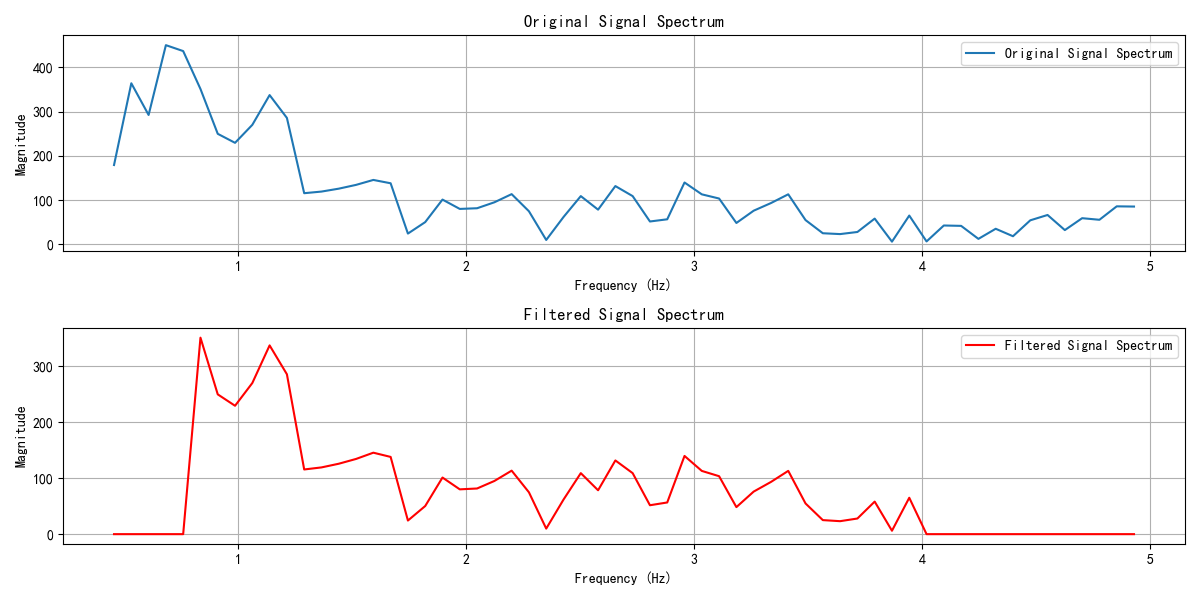 Original Signal Spectrum
Original Signal Spectrum
400
300
200
100
0
Magnitude
1 2 3 4 5
Frequency (Hz)
Filtered Signal Spectrum
Filtered Signal Spectrum
300
200
100
0
Magnitude
1 2 3 4 5
Frequency (Hz)